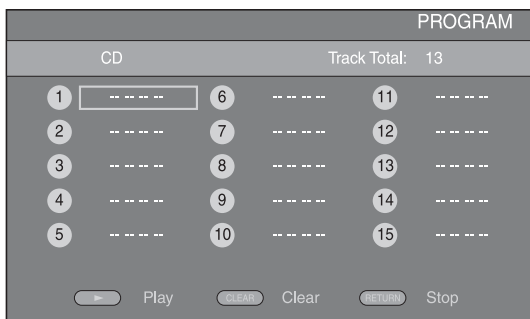 PROGRAM
CD Track Total: 13
1 -- -- -- -- 6 -- -- -- -- 11 -- -- -- --
2 -- -- -- -- 7 -- -- -- -- 12 -- -- -- --
3 -- -- -- -- 8 -- -- -- -- 13 -- -- -- --
4 -- -- -- -- 9 -- -- -- -- 14 -- -- -- --
5 -- -- -- -- 10 -- -- -- -- 15 -- -- -- --
Play CLEAR Clear RETURN Stop